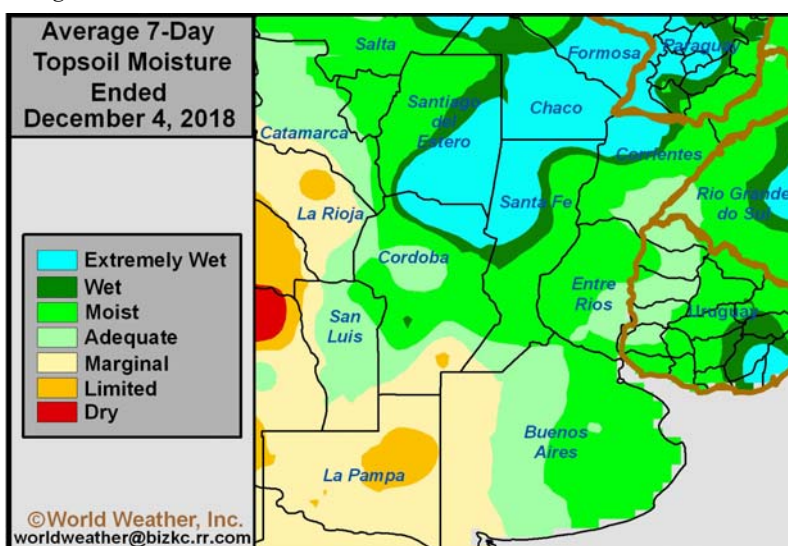 Average 7-Day
Topsoil Moisture
Ended
December 4, 2018
Extremely Wet
Wet
Moist
Adequate
Marginal
Limited
Dry
©World Weather, Inc.
worldweather@bizkc.rr.com
Salta
Formosa
Paraguay
Santiago
del
Estero
Chaco
Catamarca
Corrientes
La Rioja
Santa Fe
Rio Grande
do Sul
Cordoba
Entre
Rios
San
Luis
Uruguay
Buenos
Aires
La Pampa